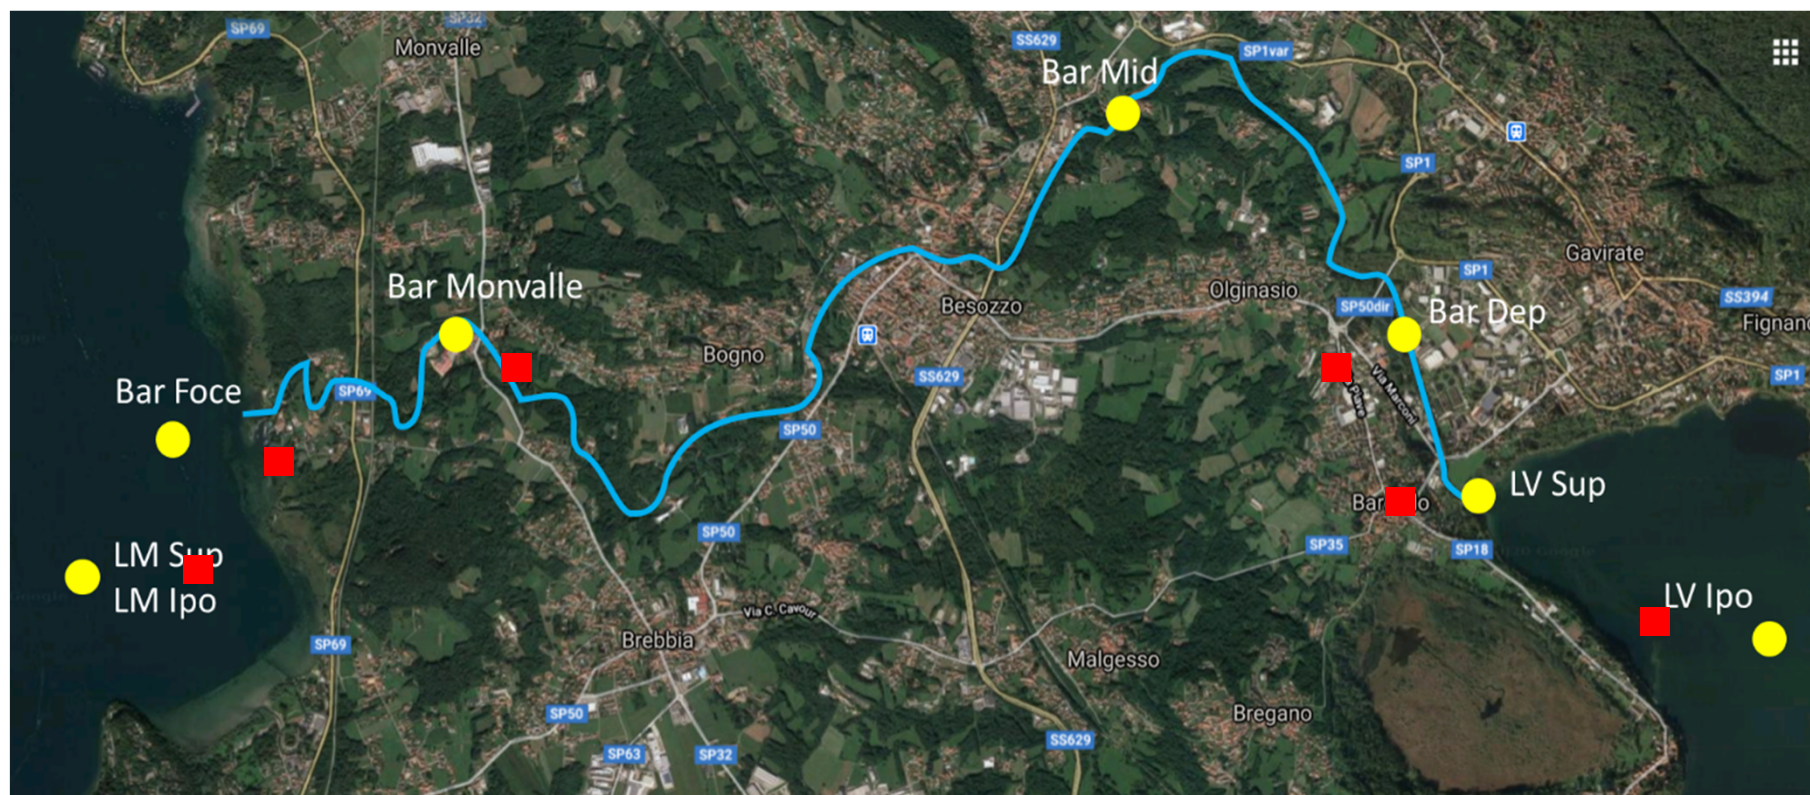 SP69
Monvalle
SP32
SS629
Bar Mid
SP1var
SP1
Gavirate
SP1
SS394
Fignano
Bar Monvalle
Olginasio
SP50dir
Bar Dep
Besozzo
Bogno
SS629
SP1
Bar Foce
SP69
Via Marconi
SP50
LV Sup
LM Sup
LM Ipo
SP50
SP35
SP18
LV Ipo
Via C. Cavour
Brebbia
SP69
Malgesso
SP50
Bregano
SP63
SP32
SS629